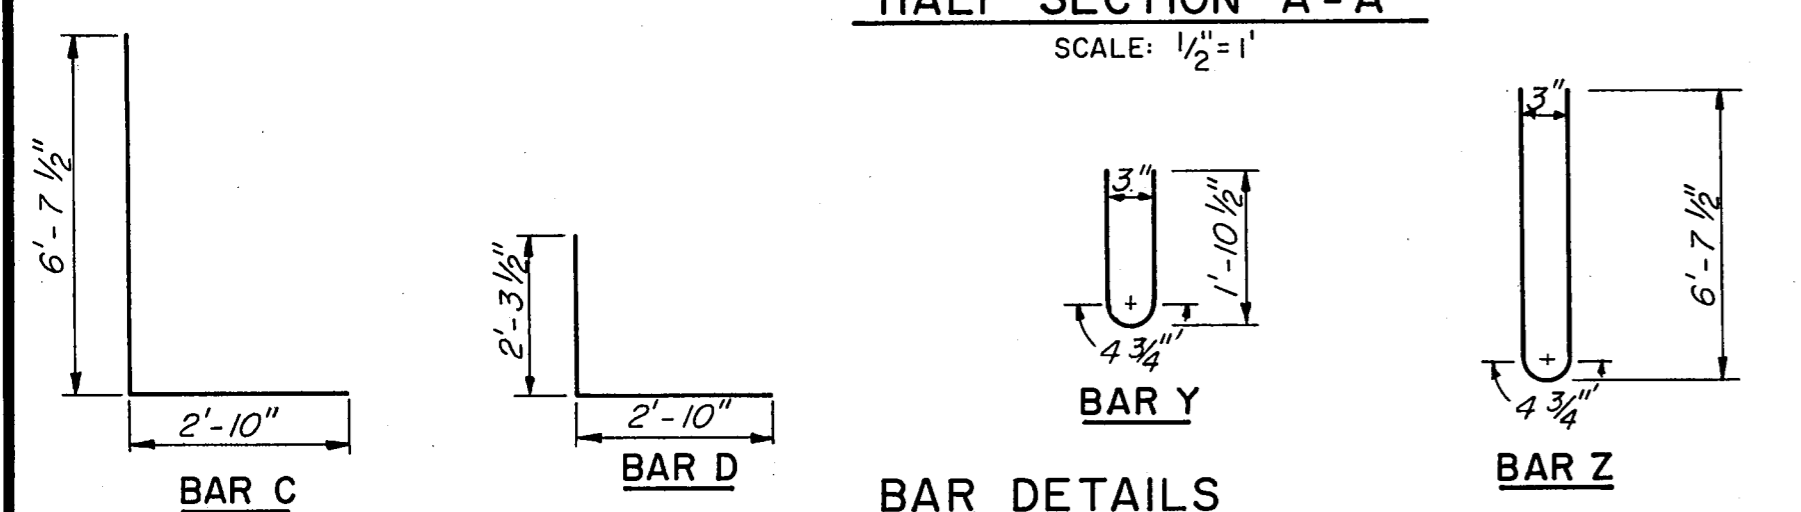 HALF SECTION A-A
SCALE: 1/2"=1'
6'-7 1/2"
2'-10"
BAR C
2'-3 1/2"
2'-10"
BAR D
3"
1'-10 1/2"
4 3/4"
BAR Y
3"
6'-7 1/2"
4 3/4"
BAR Z
BAR DETAILS